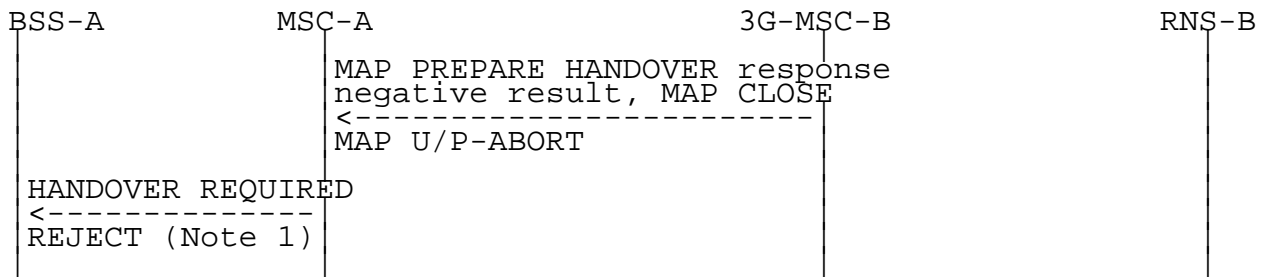 BSS-A MSC-A 3G-MSC-B RNS-B
MAP PREPARE HANDOVER response
negative result, MAP CLOSE
MAP U/P-ABORT
HANDOVER REQUIRED
REJECT (Note 1)